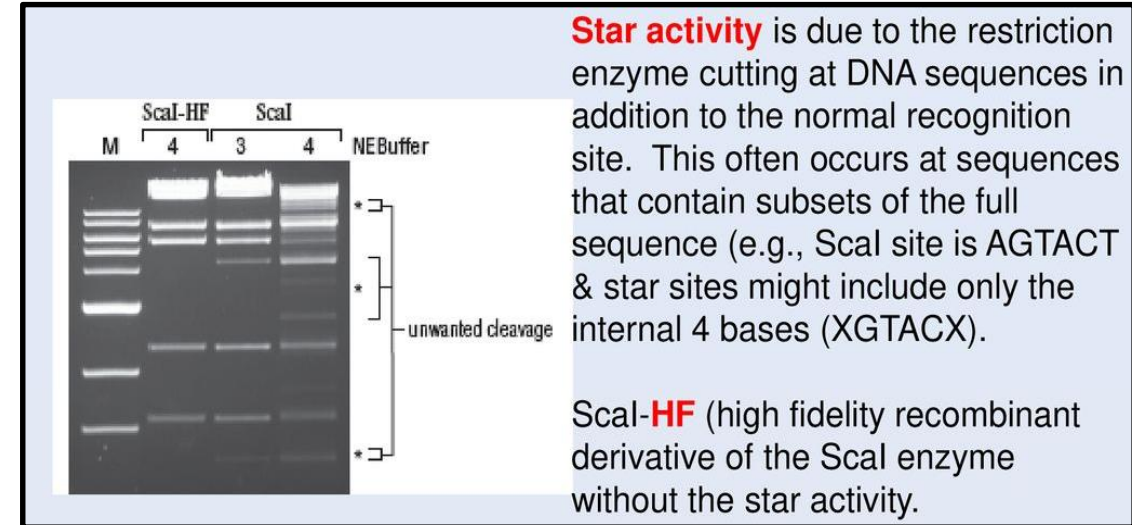 ScaI-HF ScaI
M 4 3 4 NEBuffer
*
*
unwanted cleavage
*
Star activity is due to the restriction
enzyme cutting at DNA sequences in
addition to the normal recognition
site. This often occurs at sequences
that contain subsets of the full
sequence (e.g., ScaI site is AGTACT
& star sites might include only the
internal 4 bases (XGTACX).
ScaI-HF (high fidelity recombinant
derivative of the ScaI enzyme
without the star activity.